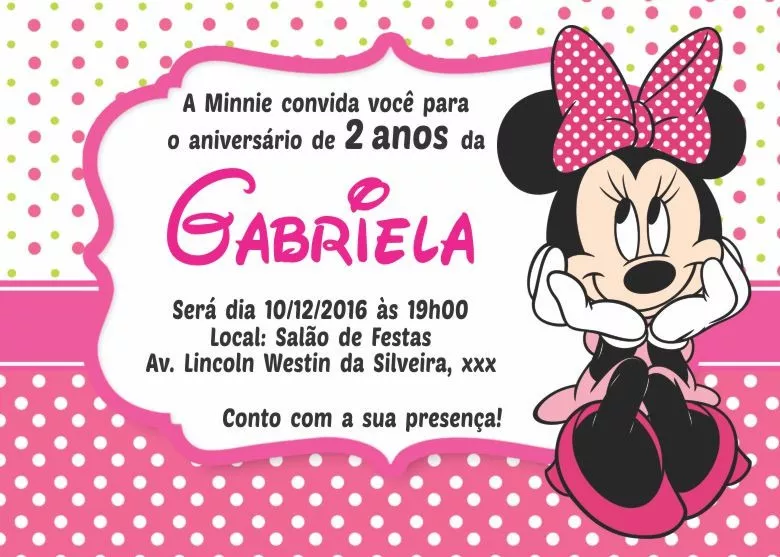 A Minnie convida você para
o aniversário de 2 anos da
GABRIELA
Será dia 10/12/2016 às 19h00
Local: Salão de Festas
Av. Lincoln Westin da Silveira, xxx
Conto com a sua presença!